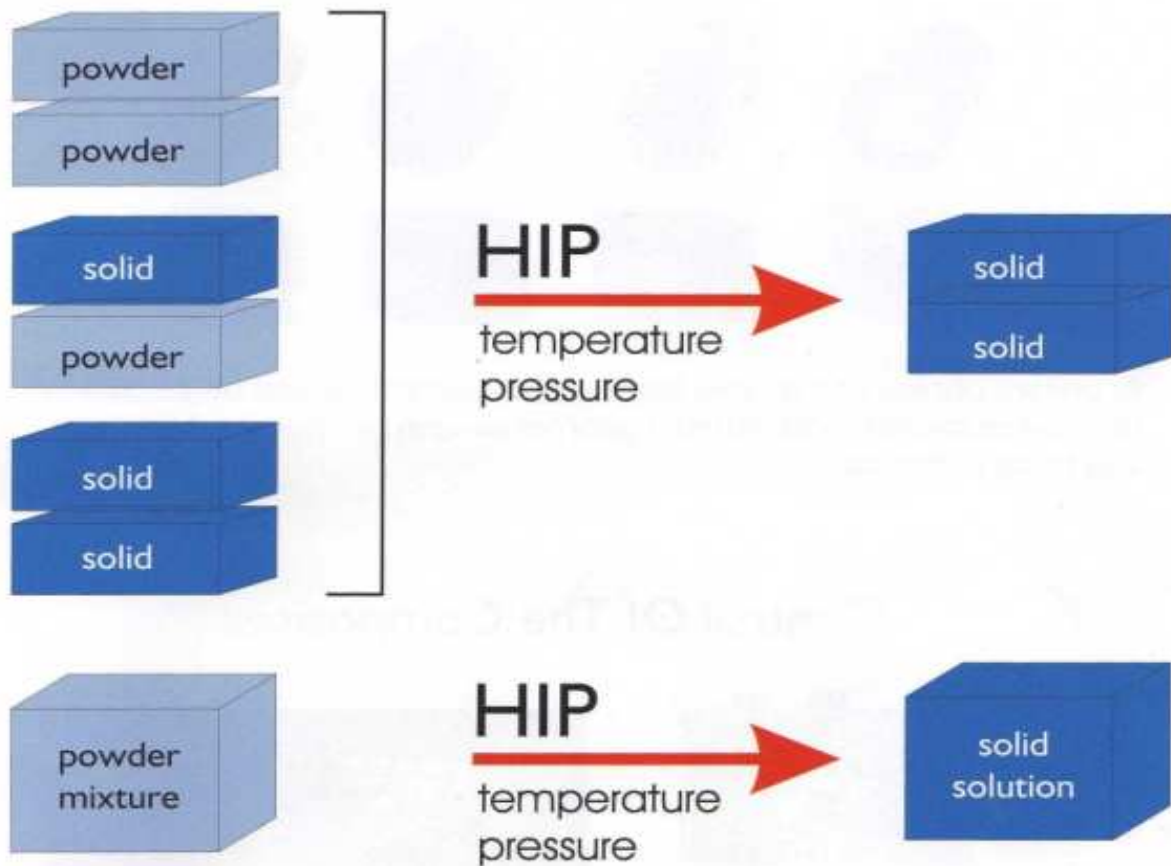 powder
powder
solid
powder
solid
solid
HIP
temperature
pressure
solid
solid
powder
mixture
HIP
temperature
pressure
solid
solution